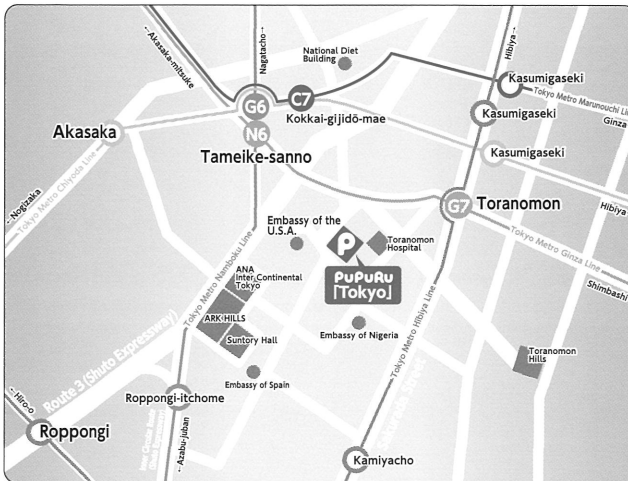 ←Akasaka-mitsuke
Nagatacho→
National Diet
Building
Hibiya→
Kasumigaseki
Tokyo Metro Marunouchi Line
Ginza
G6
C7
Kokkai-gijidō-mae
Kasumigaseki
Akasaka
N6
Tameike-sanno
Kasumigaseki
←Nogizaka
Tokyo Metro Chiyoda Line
Hibiya→
G7
Toranomon
Embassy of the
U.S.A.
P
Toranomon
Hospital
Tokyo Metro Ginza Line
Shimbashi
PUPURU
「Tokyo」
ANA
Inter Continental
Tokyo
Tokyo Metro Namboku Line
ARK HILLS
Suntory Hall
Embassy of Nigeria
Tokyo Metro Hibiya Line
Toranomon
Hills
Route 3 (Shuto Expressway)
Embassy of Spain
←Hiro-o
Roppongi-itchome
Roppongi
←Azabu-juban
Kamiyacho